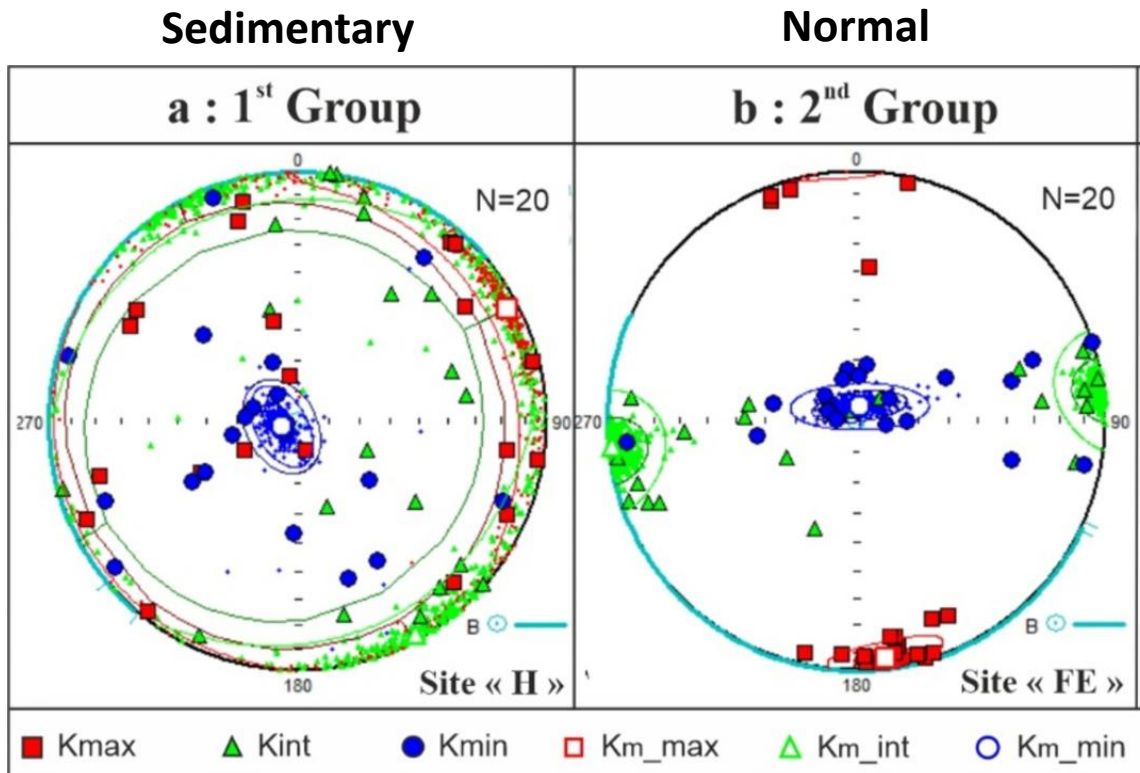 Sedimentary
Normal
a : 1st Group
b : 2nd Group
0
N=20
270
90
B
180
Site « H »
0
N=20
270
90
B
180
Site « FE »
Kmax
Kint
Kmin
Km_max
Km_int
Km_min